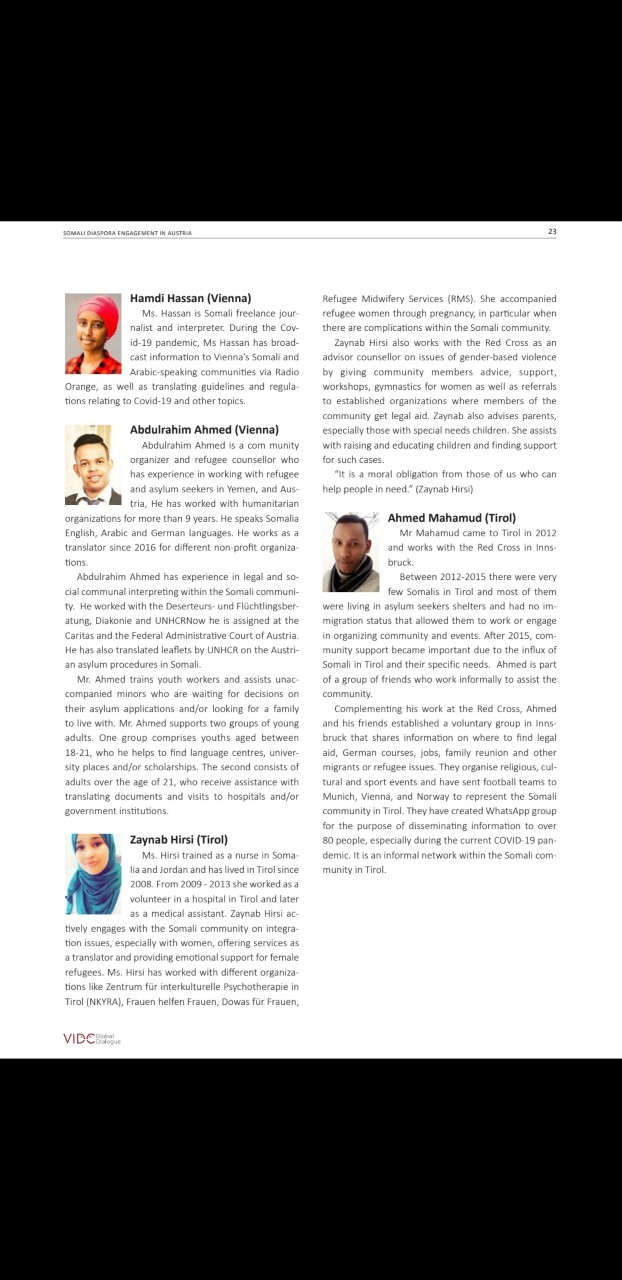 SOMALI DIASPORA ENGAGEMENT IN AUSTRIA
23
Hamdi Hassan (Vienna)
Ms. Hassan is Somali freelance jour-
nalist and interpreter. During the Cov-
id-19 pandemic, Ms Hassan has broad-
cast information to Vienna's Somali and
Arabic-speaking communities via Radio
Orange, as well as translating guidelines and regula-
tions relating to Covid-19 and other topics.
Abdulrahim Ahmed (Vienna)
Abdulrahim Ahmed is a com munity
organizer and refugee counsellor who
has experience in working with refugee
and asylum seekers in Yemen, and Aus-
tria, He has worked with humanitarian
organizations for more than 9 years. He speaks Somalia
English, Arabic and German languages. He works as a
translator since 2016 for different non-profit organiza-
tions.
Abdulrahim Ahmed has experience in legal and so-
cial communal interpreting within the Somali communi-
ty. He worked with the Deserteurs- und Flüchtlingsber-
atung, Diakonie and UNHCRNow he is assigned at the
Caritas and the Federal Administrative Court of Austria.
He has also translated leaflets by UNHCR on the Austri-
an asylum procedures in Somali.
Mr. Ahmed trains youth workers and assists unac-
companied minors who are waiting for decisions on
their asylum applications and/or looking for a family
to live with. Mr. Ahmed supports two groups of young
adults. One group comprises youths aged between
18-21, who he helps to find language centres, univer-
sity places and/or scholarships. The second consists of
adults over the age of 21, who receive assistance with
translating documents and visits to hospitals and/or
government institutions.
Zaynab Hirsi (Tirol)
Ms. Hirsi trained as a nurse in Soma-
lia and Jordan and has lived in Tirol since
2008. From 2009 - 2013 she worked as a
volunteer in a hospital in Tirol and later
as a medical assistant. Zaynab Hirsi ac-
tively engages with the Somali community on integra-
tion issues, especially with women, offering services as
a translator and providing emotional support for female
refugees. Ms. Hirsi has worked with different organiza-
tions like Zentrum für interkulturelle Psychotherapie in
Tirol (NKYRA), Frauen helfen Frauen, Dowas für Frauen,
Refugee Midwifery Services (RMS). She accompanied
refugee women through pregnancy, in particular when
there are complications within the Somali community.
Zaynab Hirsi also works with the Red Cross as an
advisor counsellor on issues of gender-based violence
by giving community members advice, support,
workshops, gymnastics for women as well as referrals
to established organizations where members of the
community get legal aid. Zaynab also advises parents,
especially those with special needs children. She assists
with raising and educating children and finding support
for such cases.
"It is a moral obligation from those of us who can
help people in need." (Zaynab Hirsi)
Ahmed Mahamud (Tirol)
Mr Mahamud came to Tirol in 2012
and works with the Red Cross in Inns-
bruck.
Between 2012-2015 there were very
few Somalis in Tirol and most of them
were living in asylum seekers shelters and had no im-
migration status that allowed them to work or engage
in organizing community and events. After 2015, com-
munity support became important due to the influx of
Somali in Tirol and their specific needs. Ahmed is part
of a group of friends who work informally to assist the
community.
Complementing his work at the Red Cross, Ahmed
and his friends established a voluntary group in Inns-
bruck that shares information on where to find legal
aid, German courses, jobs, family reunion and other
migrants or refugee issues. They organise religious, cul-
tural and sport events and have sent football teams to
Munich, Vienna, and Norway to represent the Somali
community in Tirol. They have created WhatsApp group
for the purpose of disseminating information to over
80 people, especially during the current COVID-19 pan-
demic. It is an informal network within the Somali com-
munity in Tirol.
VIDC Global
Dialogue